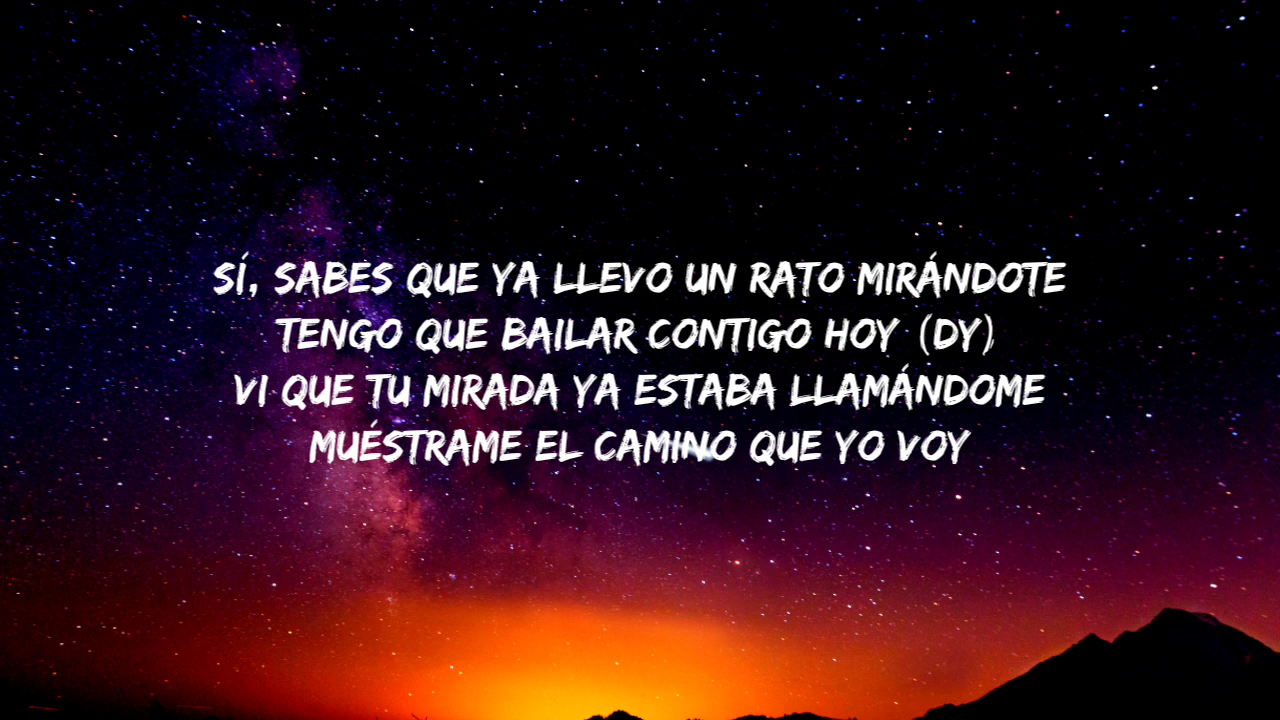 SÍ, SABES QUE YA LLEVO UN RATO MIRÁNDOTE
TENGO QUE BAILAR CONTIGO HOY (DY)
VI QUE TU MIRADA YA ESTABA LLAMÁNDOME
MUÉSTRAME EL CAMINO QUE YO VOY